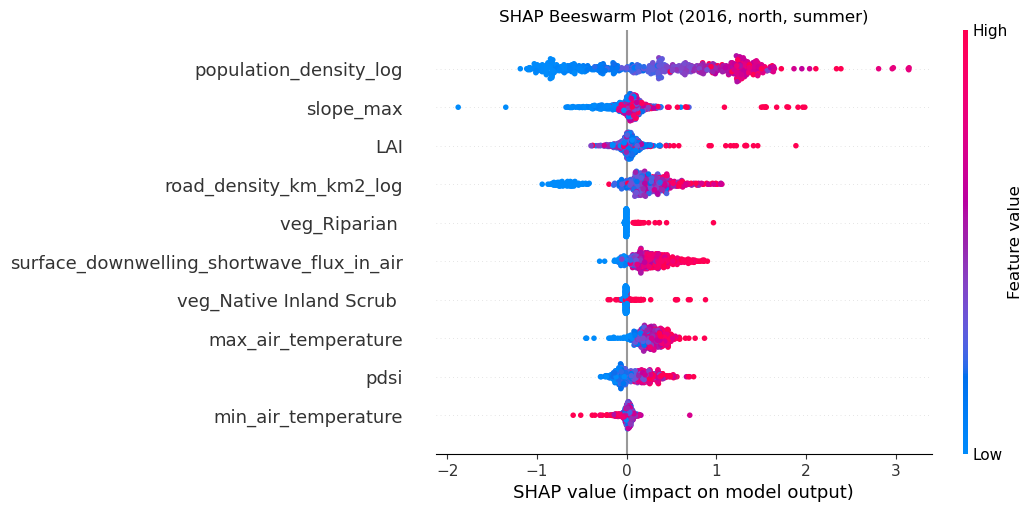 SHAP Beeswarm Plot (2016, north, summer)
High
population_density_log
slope_max
LAI
road_density_km_km2_log
veg_Riparian
surface_downwelling_shortwave_flux_in_air
veg_Native Inland Scrub
max_air_temperature
pdsi
min_air_temperature
Feature value
Low
−2 −1 0 1 2 3
SHAP value (impact on model output)